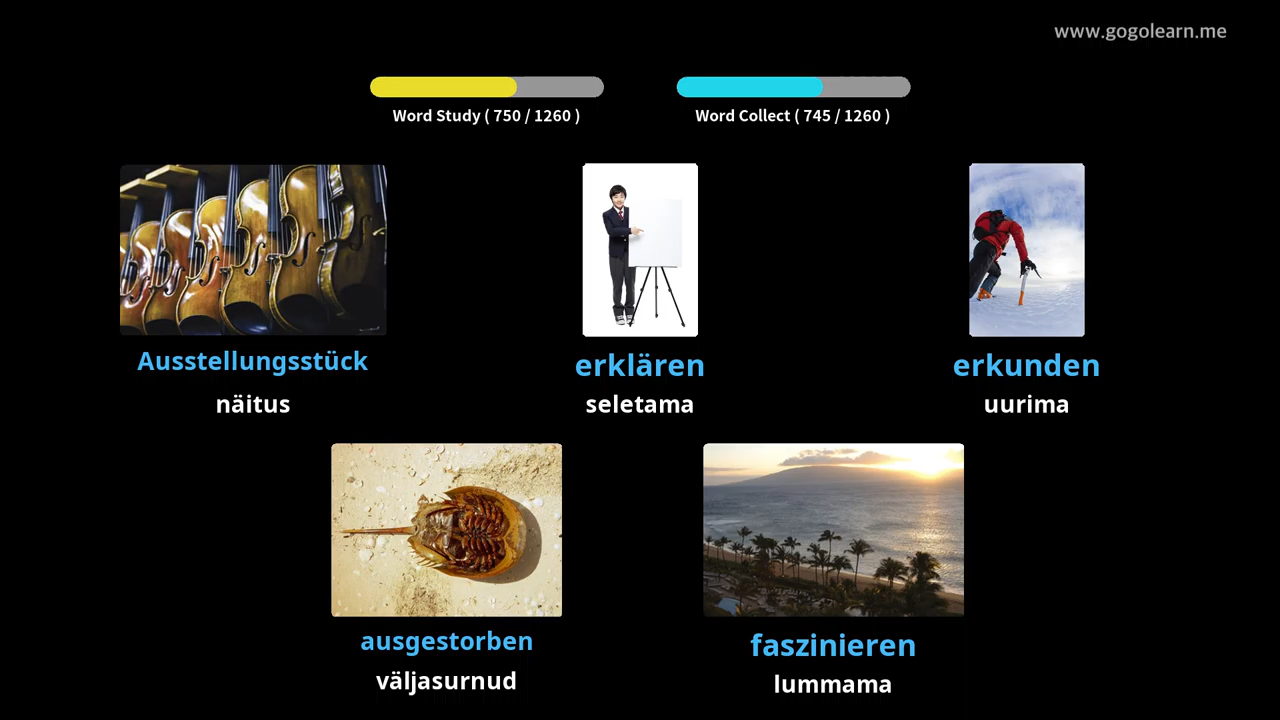 www.gogolearn.me
Word Study ( 750 / 1260 )
Word Collect ( 745 / 1260 )
Ausstellungsstück
näitus
erklären
seletama
erkunden
uurima
ausgestorben
väljasurnud
faszinieren
lummama